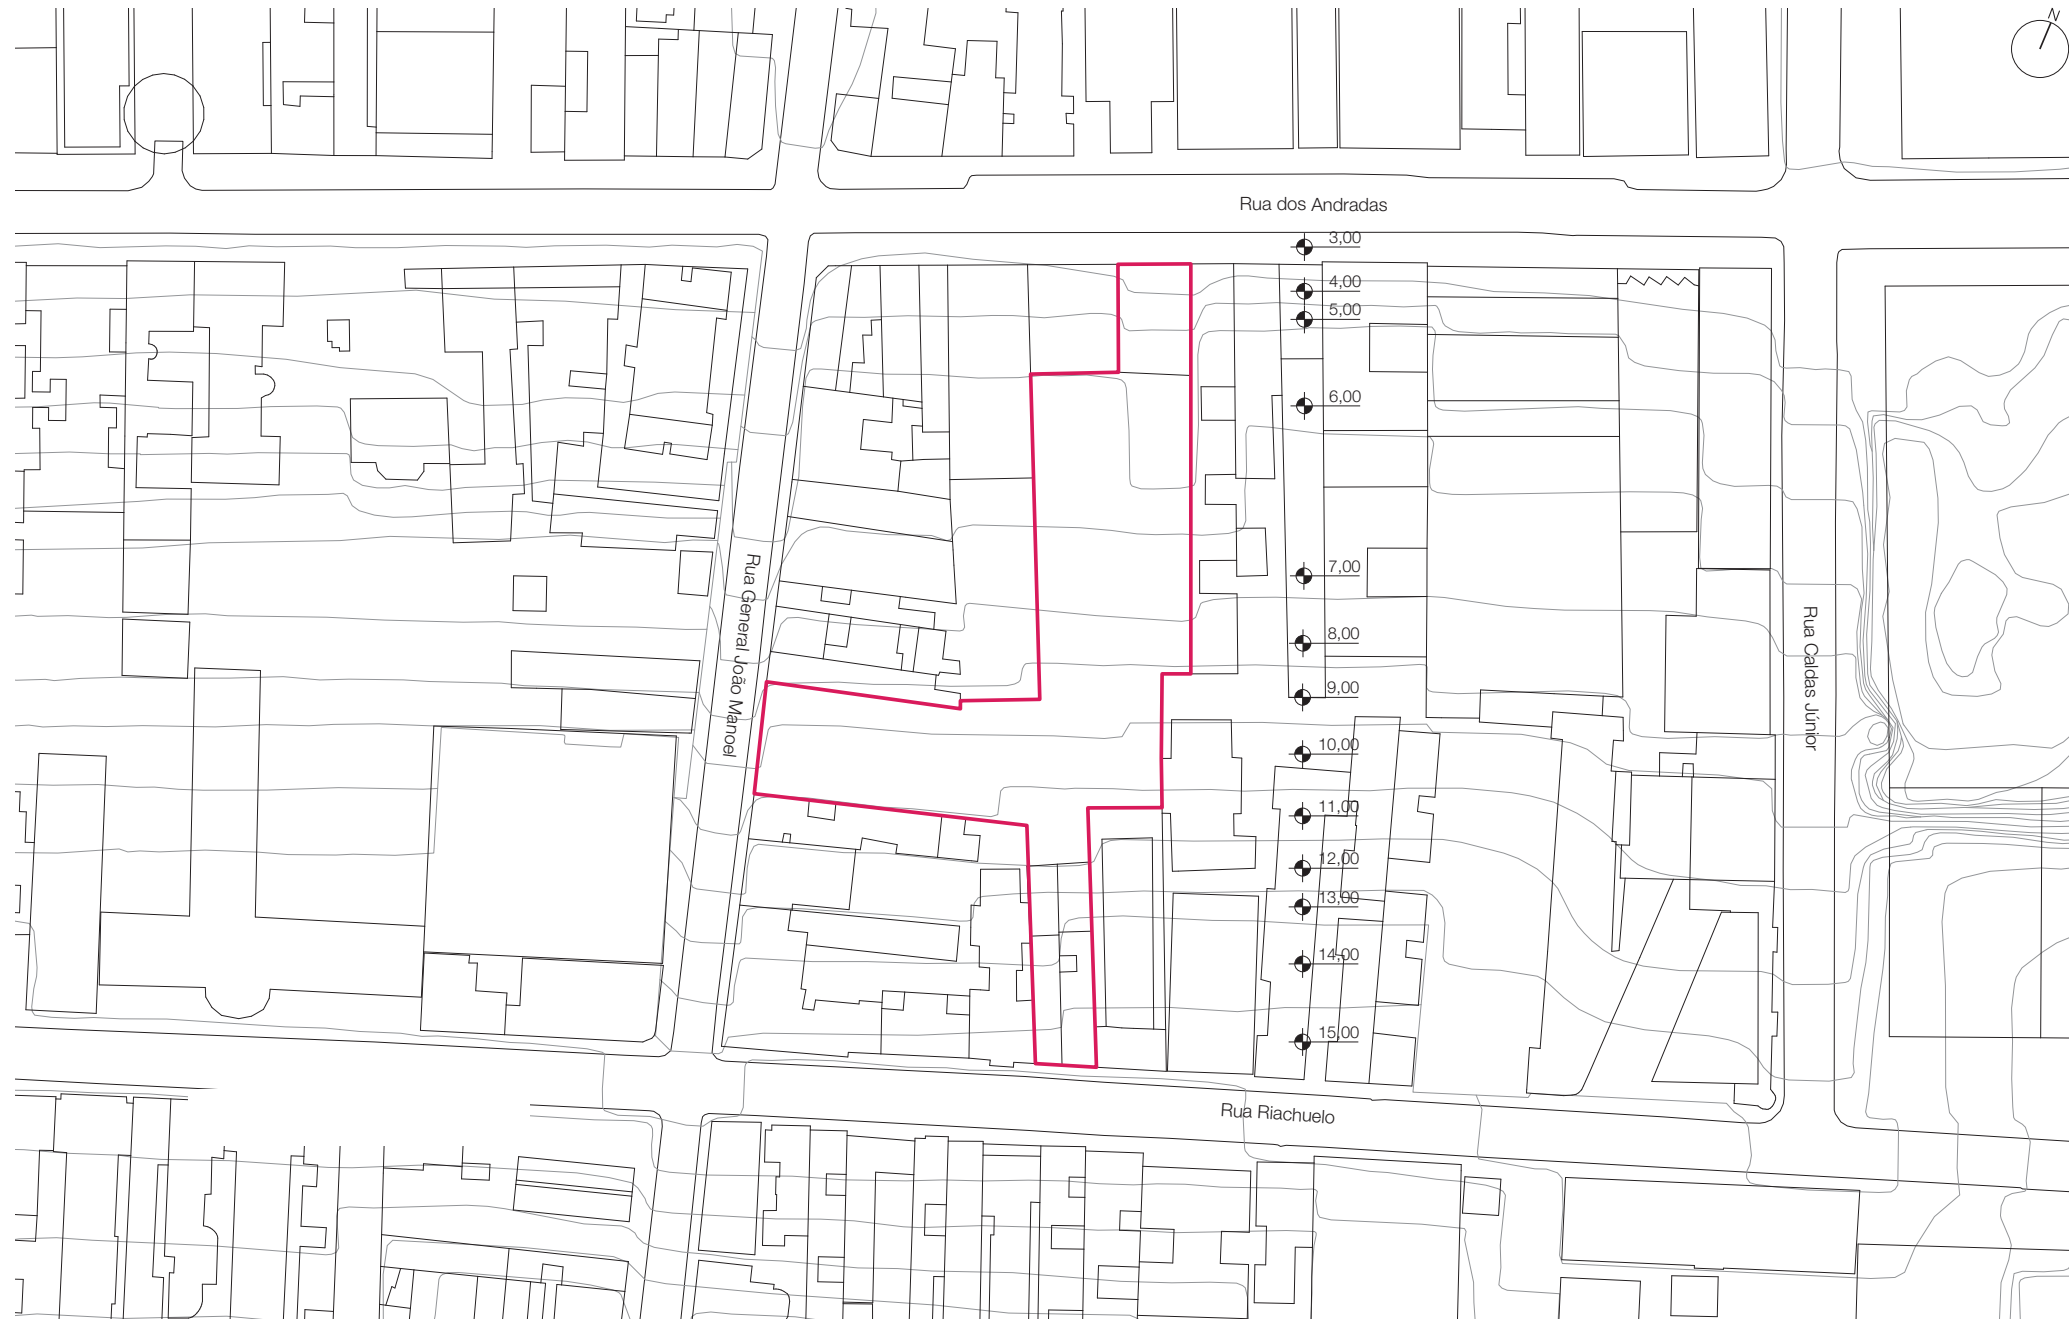 N
Rua dos Andradas
3,00
4,00
5,00
6,00
7,00
8,00
9,00
10,00
11,00
12,00
13,00
14,00
15,00
Rua General João Manoel
Rua Caldas Júnior
Rua Riachuelo